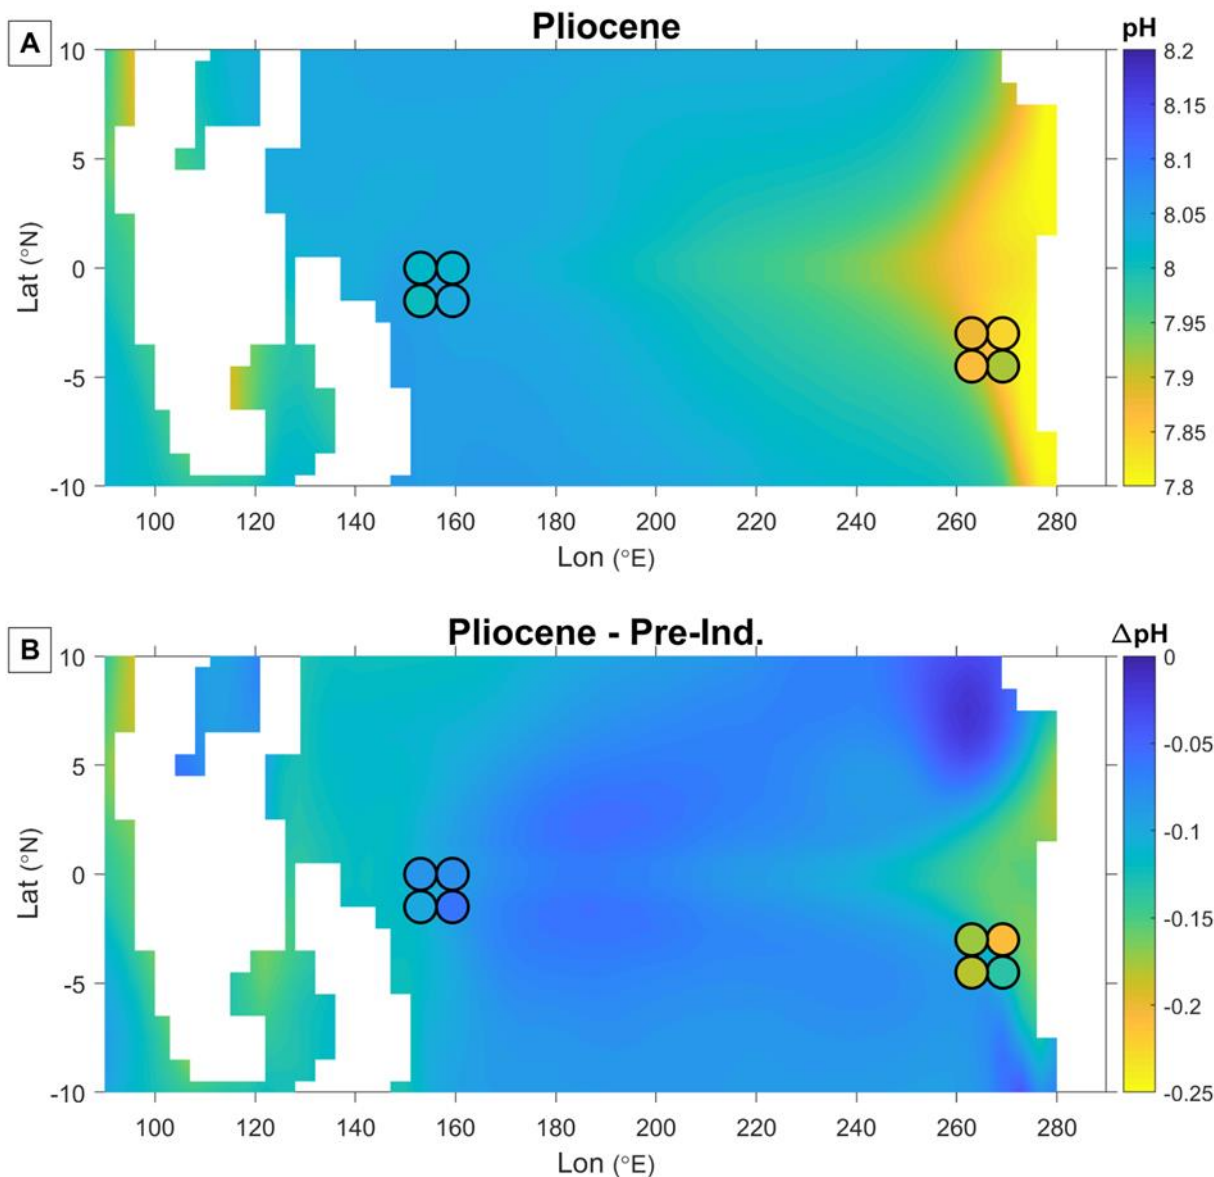 A
Pliocene
pH
10
5
0
-5
-10
Lat (°N)
100 120 140 160 180 200 220 240 260 280
Lon (°E)
8.2
8.15
8.1
8.05
8
7.95
7.9
7.85
7.8
B
Pliocene - Pre-Ind.
ΔpH
10
5
0
-5
-10
Lat (°N)
100 120 140 160 180 200 220 240 260 280
Lon (°E)
0
-0.05
-0.1
-0.15
-0.2
-0.25